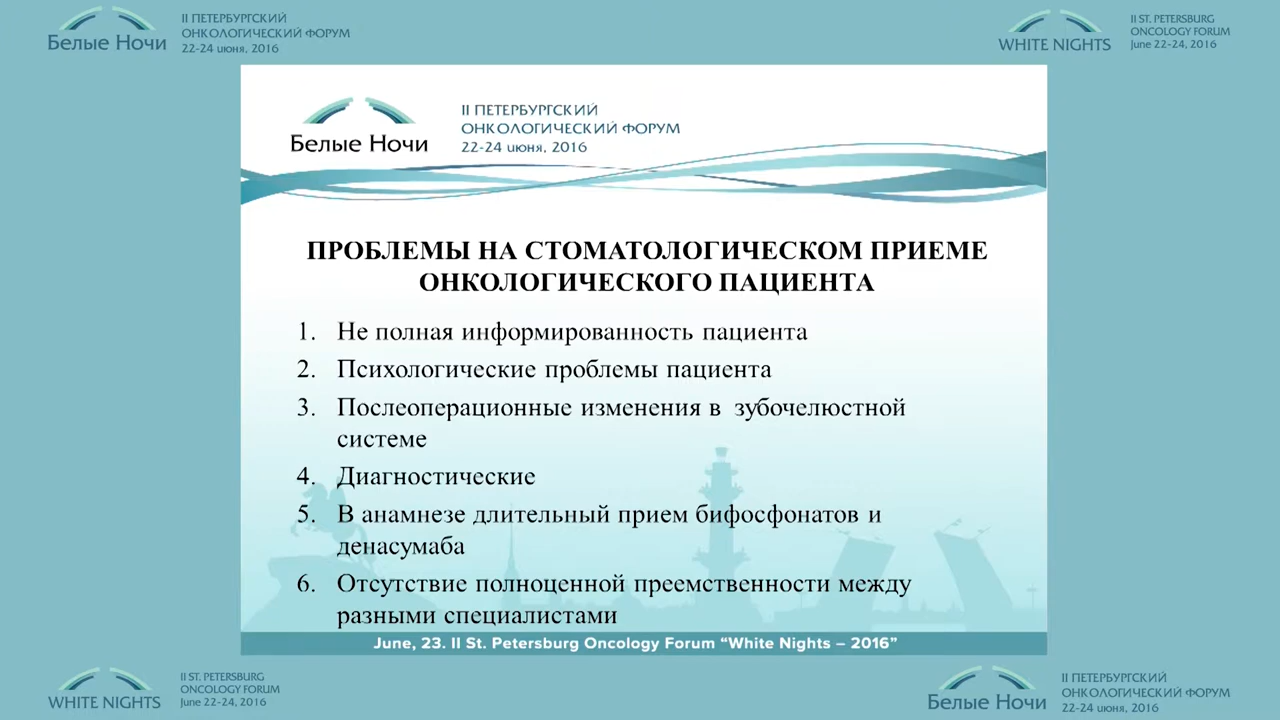 Белые Ночи
II ПЕТЕРБУРГСКИЙ
ОНКОЛОГИЧЕСКИЙ ФОРУМ
22-24 июня, 2016
WHITE NIGHTS
II ST. PETERSBURG
ONCOLOGY FORUM
June 22-24, 2016
Белые Ночи
II ПЕТЕРБУРГСКИЙ
ОНКОЛОГИЧЕСКИЙ ФОРУМ
22-24 июня, 2016
ПРОБЛЕМЫ НА СТОМАТОЛОГИЧЕСКОМ ПРИЕМЕ
ОНКОЛОГИЧЕСКОГО ПАЦИЕНТА
1. Не полная информированность пациента
2. Психологические проблемы пациента
3. Послеоперационные изменения в зубочелюстной
системе
4. Диагностические
5. В анамнезе длительный прием бифосфонатов и
денасумаба
6. Отсутствие полноценной преемственности между
разными специалистами
June, 23. II St. Petersburg Oncology Forum “White Nights – 2016”
WHITE NIGHTS
II ST. PETERSBURG
ONCOLOGY FORUM
June 22-24, 2016
Белые Ночи
II ПЕТЕРБУРГСКИЙ
ОНКОЛОГИЧЕСКИЙ ФОРУМ
22-24 июня, 2016